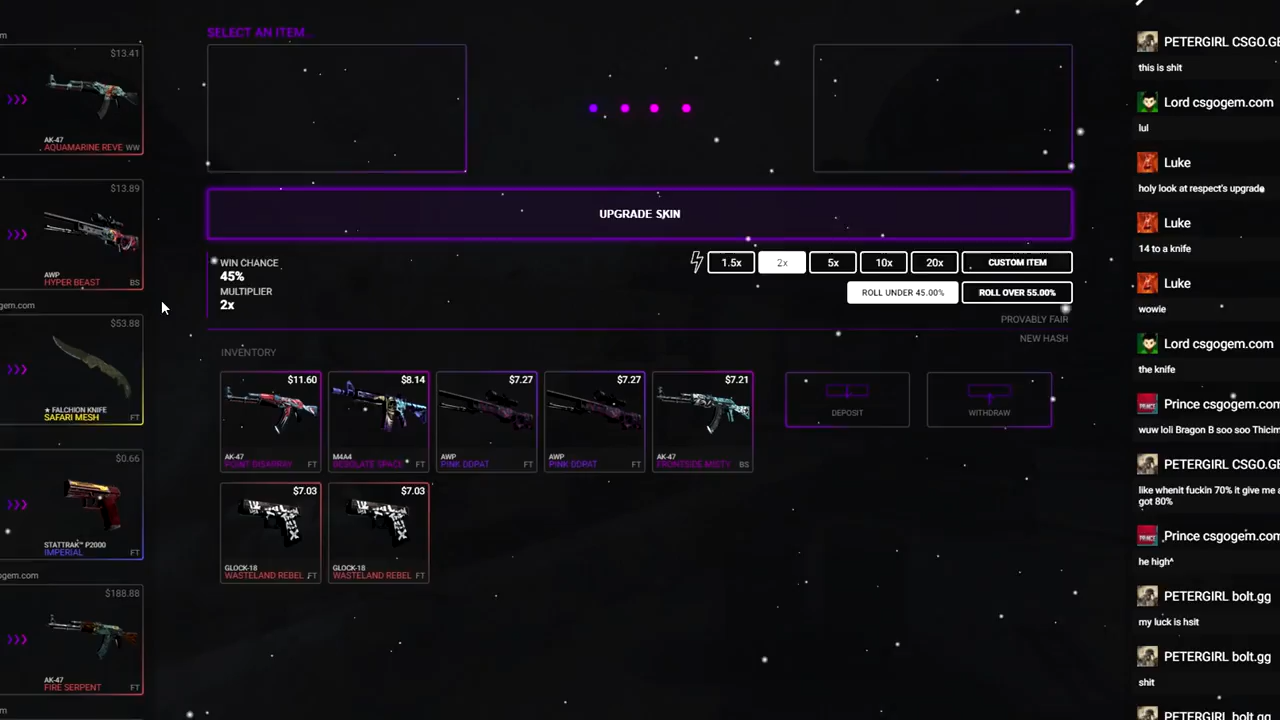 om
$13.41
AK-47
AQUAMARINE REVE WW
$13.89
AWP
HYPER BEAST BS
gem.com
$53.88
★ FALCHION KNIFE
SAFARI MESH FT
$0.66
STATTRAK™ P2000
IMPERIAL FT
gem.com
$188.88
AK-47
FIRE SERPENT FT
m
SELECT AN ITEM...
UPGRADE SKIN
WIN CHANCE
45%
MULTIPLIER
2x
1.5x 2x 5x 10x 20x CUSTOM ITEM
ROLL UNDER 45.00% ROLL OVER 55.00%
PROVABLY FAIR
NEW HASH
INVENTORY
$11.60
AK-47
POINT DISARRAY FT
$8.14
M4A4
DESOLATE SPACE FT
$7.27
AWP
PINK DDPAT FT
$7.27
AWP
PINK DDPAT FT
$7.21
AK-47
FRONTSIDE MISTY BS
$7.03
GLOCK-18
WASTELAND REBEL FT
$7.03
GLOCK-18
WASTELAND REBEL FT
DEPOSIT
WITHDRAW
PETERGIRL CSGO.GE
this is shit
Lord csgogem.com
lul
Luke
holy look at respect's upgrade
Luke
14 to a knife
Luke
wowie
Lord csgogem.com
the knife
Prince csgogem.com
wuw loli Bragon B soo soo Thicim
PETERGIRL CSGO.GE
like whenit fuckin 70% it give me a
got 80%
Prince csgogem.com
he high^
PETERGIRL bolt.gg
my luck is hsit
PETERGIRL bolt.gg
shit
PETERGIRL bolt.gg